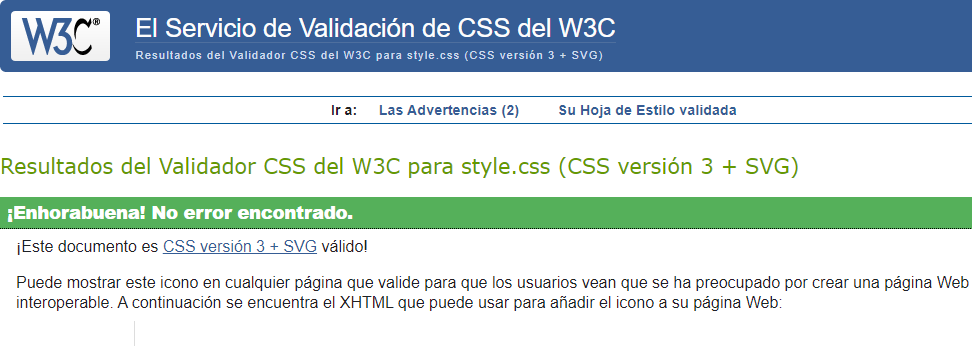 W3C®
El Servicio de Validación de CSS del W3C
Resultados del Validador CSS del W3C para style.css (CSS versión 3 + SVG)
Ir a: Las Advertencias (2) Su Hoja de Estilo validada
Resultados del Validador CSS del W3C para style.css (CSS versión 3 + SVG)
¡Enhorabuena! No error encontrado.
¡Este documento es CSS versión 3 + SVG válido!
Puede mostrar este icono en cualquier página que valide para que los usuarios vean que se ha preocupado por crear una página Web
interoperable. A continuación se encuentra el XHTML que puede usar para añadir el icono a su página Web: